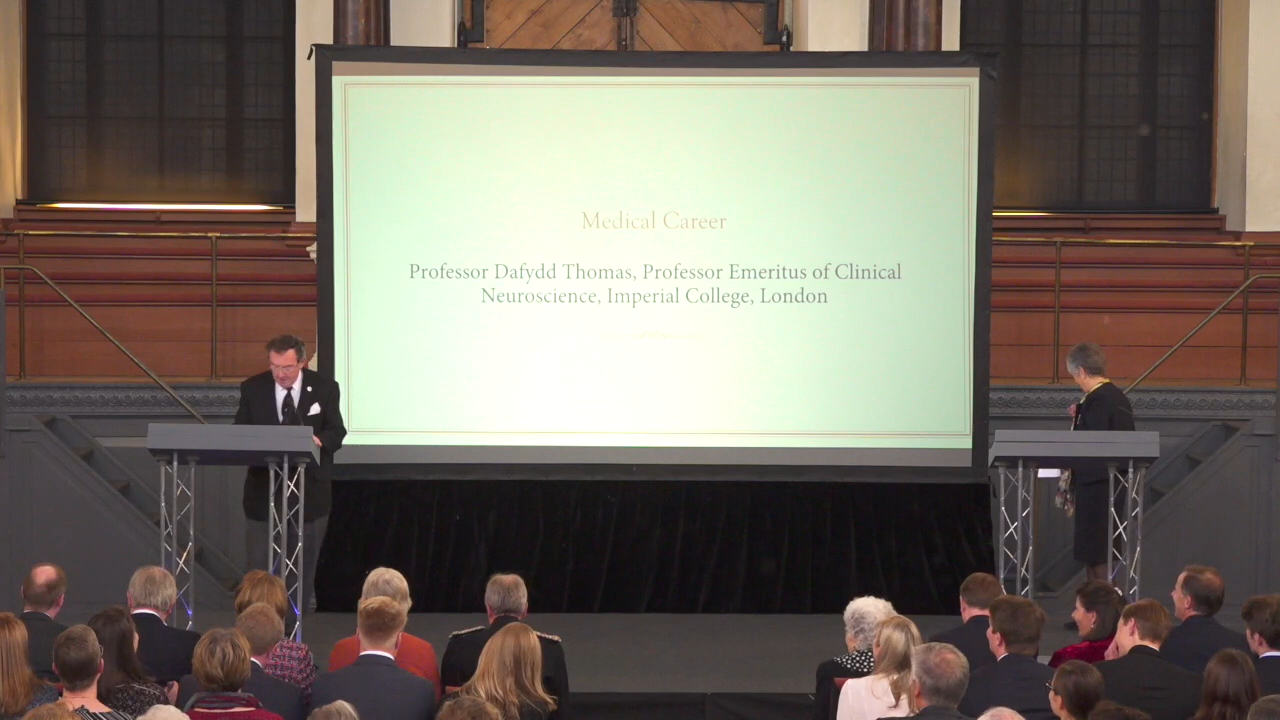 Medical Career
Professor Dafydd Thomas, Professor Emeritus of Clinical
Neuroscience, Imperial College, London